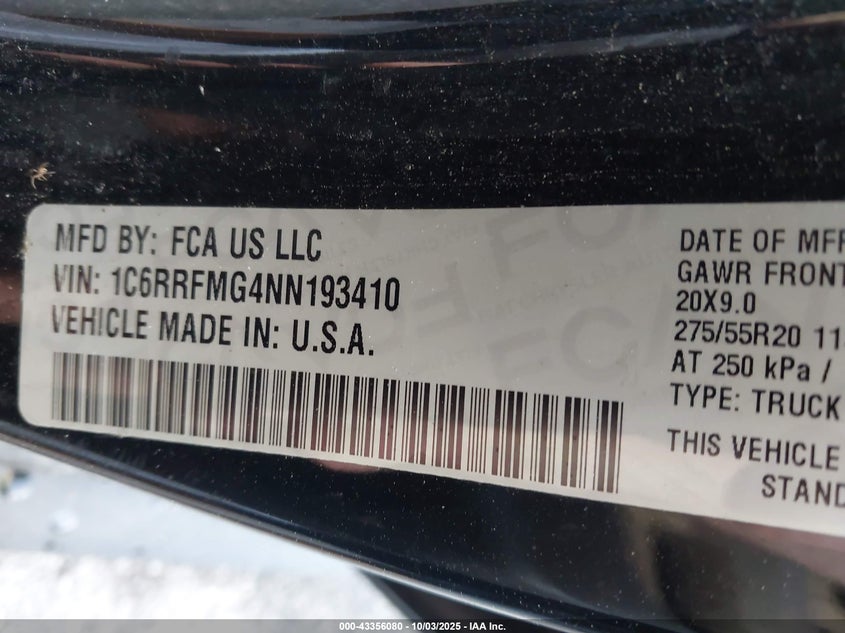 MFD BY: FCA US LLC
VIN: 1C6RRFMG4NN193410
VEHICLE MADE IN: U.S.A.
DATE OF MFR
GAWR FRONT
20X9.0
275/55R20 11
AT 250 kPa /
TYPE: TRUCK
THIS VEHICLE
STAND
000-43356080 - 10/03/2025 - IAA Inc.